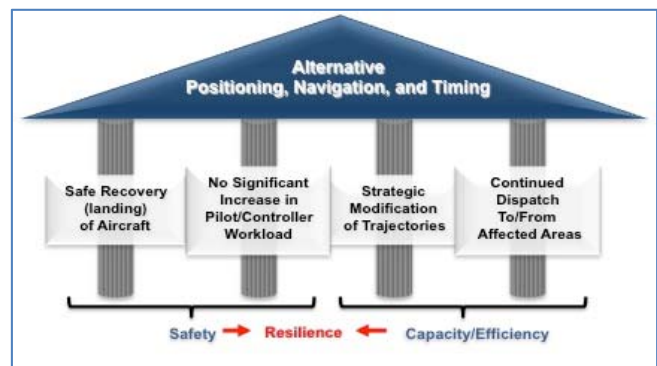 Alternative
Positioning, Navigation, and Timing
Safe Recovery
(landing)
of Aircraft
No Significant
Increase in
Pilot/Controller
Workload
Strategic
Modification
of Trajectories
Continued
Dispatch
To/From
Affected Areas
Safety
Resilience
Capacity/Efficiency